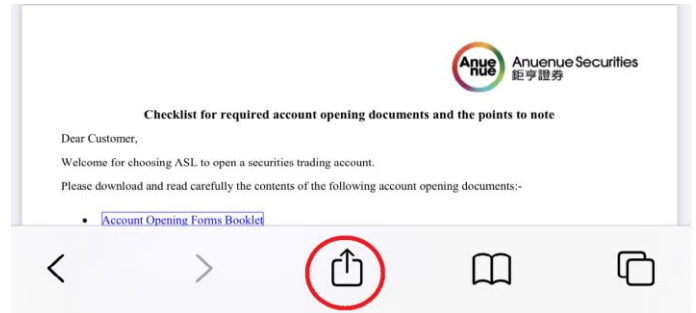 Anue
nue
Anuenue Securities
鉅亨證券
Checklist for required account opening documents and the points to note
Dear Customer,
Welcome for choosing ASL to open a securities trading account.
Please download and read carefully the contents of the following account opening documents:-
• Account Opening Forms Booklet